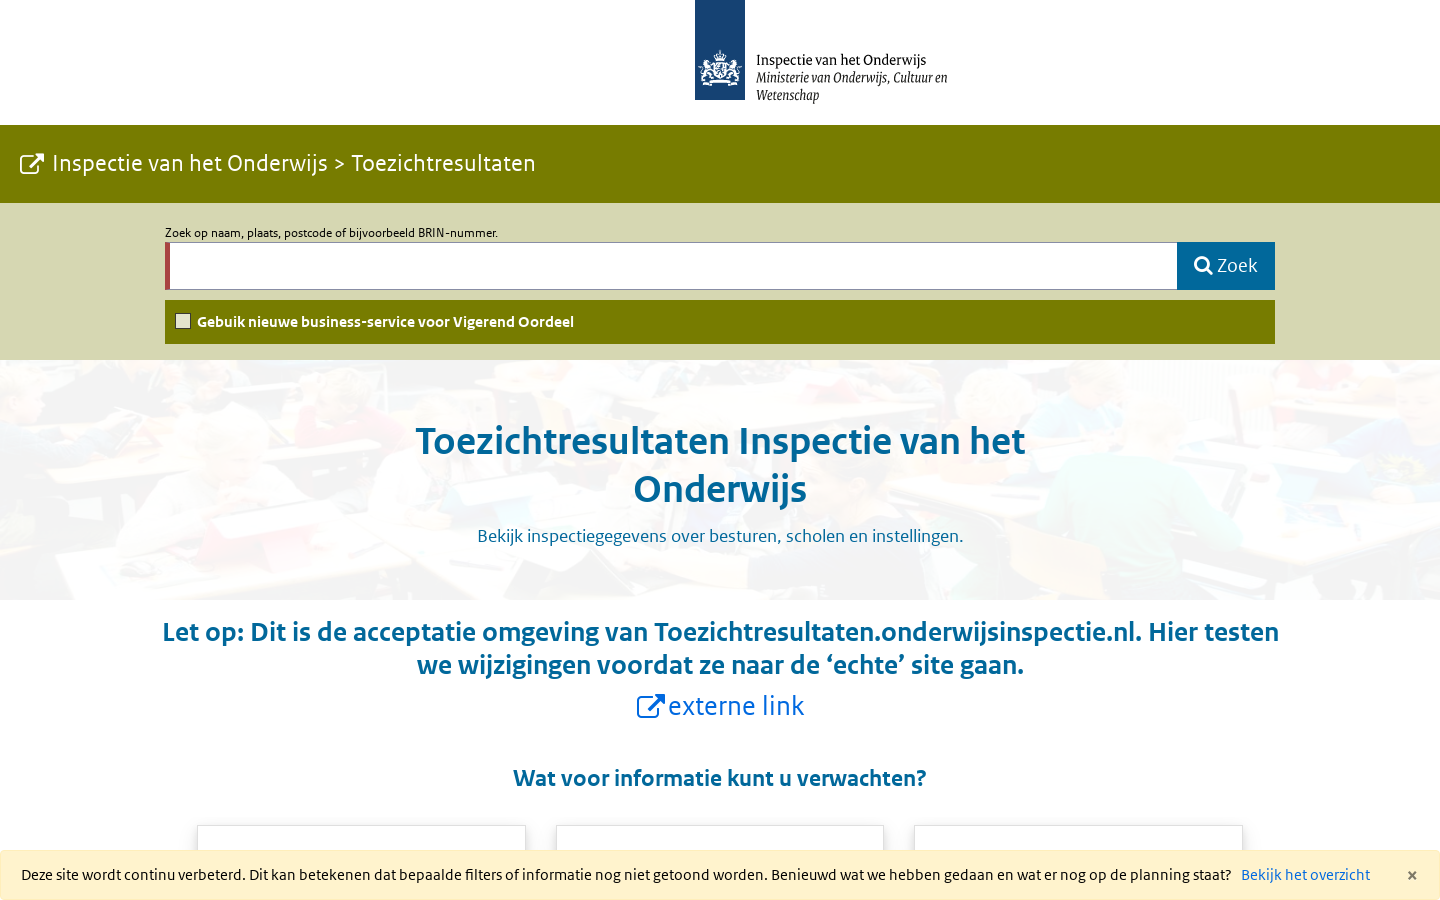 Inspectie van het Onderwijs
Ministerie van Onderwijs, Cultuur en
Wetenschap
Inspectie van het Onderwijs > Toezichtresultaten
Zoek op naam, plaats, postcode of bijvoorbeeld BRIN-nummer.
Zoek
Gebuik nieuwe business-service voor Vigerend Oordeel
Toezichtresultaten Inspectie van het
Onderwijs
Bekijk inspectiegegevens over besturen, scholen en instellingen.
Let op: Dit is de acceptatie omgeving van Toezichtresultaten.onderwijsinspectie.nl. Hier testen
we wijzigingen voordat ze naar de ‘echte’ site gaan.
externe link
Wat voor informatie kunt u verwachten?
Deze site wordt continu verbeterd. Dit kan betekenen dat bepaalde filters of informatie nog niet getoond worden. Benieuwd wat we hebben gedaan en wat er nog op de planning staat? Bekijk het overzicht ×